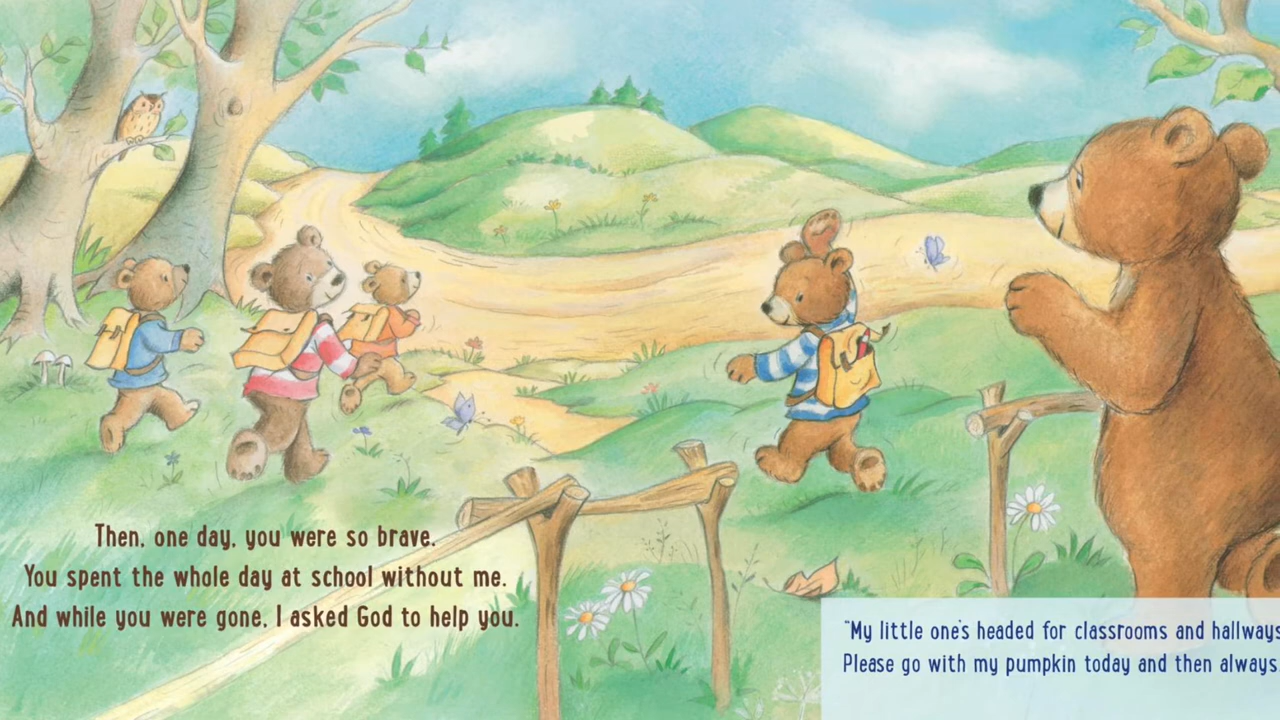 Then, one day, you were so brave.
You spent the whole day at school without me.
And while you were gone, I asked God to help you.
"My little one's headed for classrooms and hallways
Please go with my pumpkin today and then always.